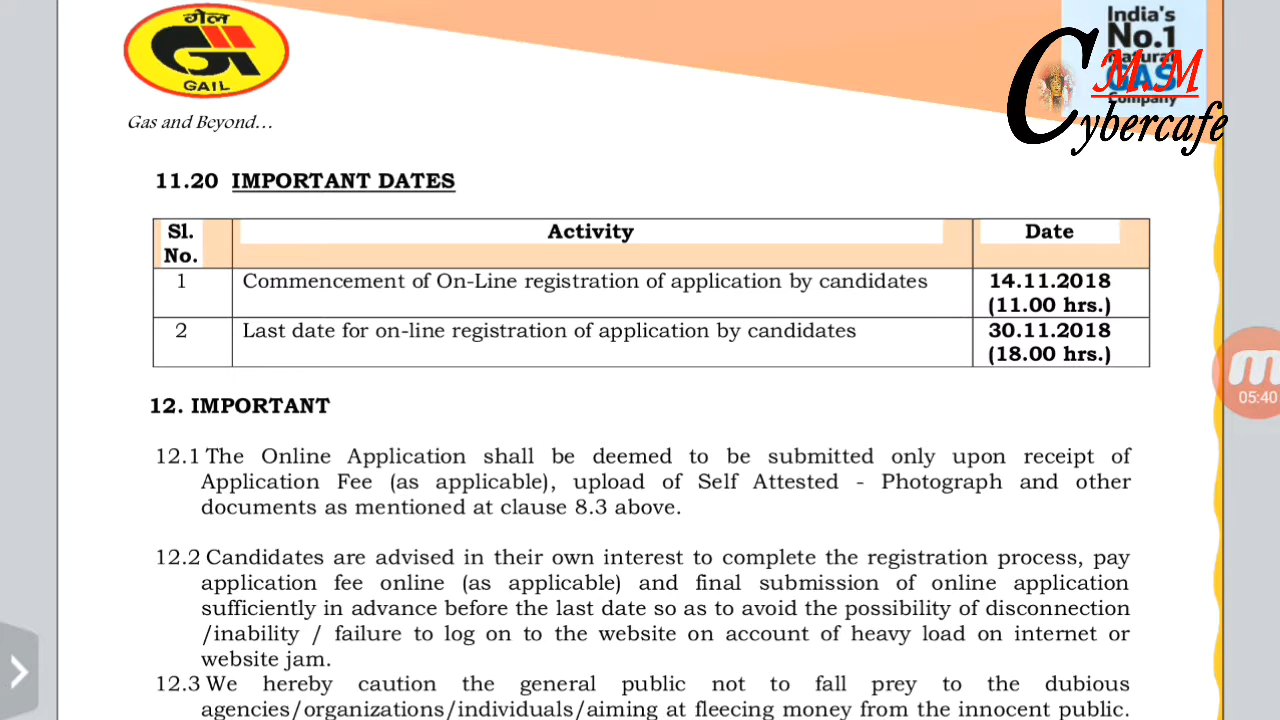 गेल
GAIL
Gas and Beyond...
India's
No.1
Natural
GAS
Company
M.M
Cybercafe
11.20 IMPORTANT DATES
Sl. No. Activity Date
1 Commencement of On-Line registration of application by candidates 14.11.2018 (11.00 hrs.)
2 Last date for on-line registration of application by candidates 30.11.2018 (18.00 hrs.)
05:40
12. IMPORTANT
12.1 The Online Application shall be deemed to be submitted only upon receipt of
Application Fee (as applicable), upload of Self Attested - Photograph and other
documents as mentioned at clause 8.3 above.
12.2 Candidates are advised in their own interest to complete the registration process, pay
application fee online (as applicable) and final submission of online application
sufficiently in advance before the last date so as to avoid the possibility of disconnection
/inability / failure to log on to the website on account of heavy load on internet or
website jam.
12.3 We hereby caution the general public not to fall prey to the dubious
agencies/organizations/individuals/aiming at fleecing money from the innocent public.